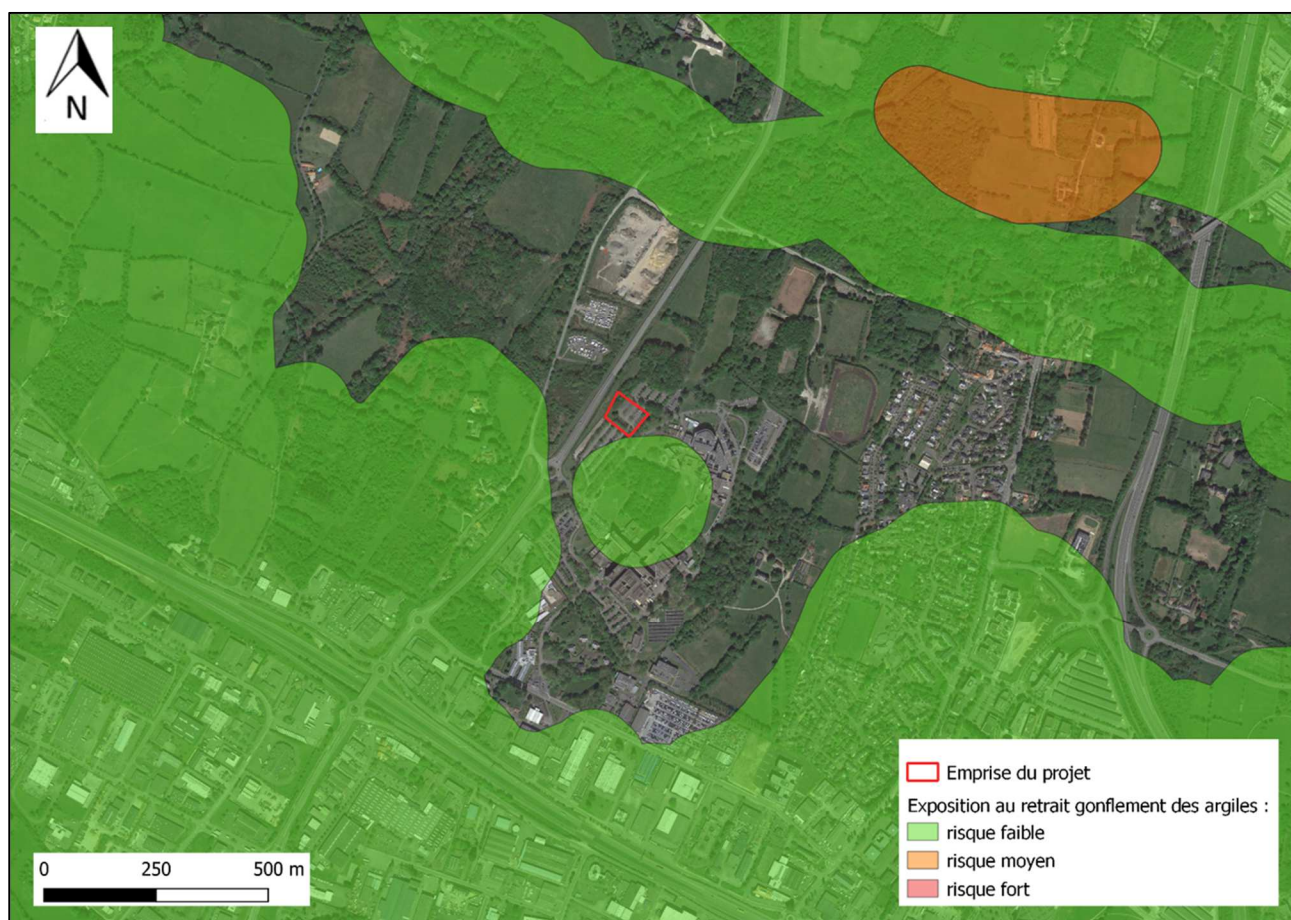 N
Emprise du projet
Exposition au retrait gonflement des argiles :
risque faible
risque moyen
risque fort
0 250 500 m